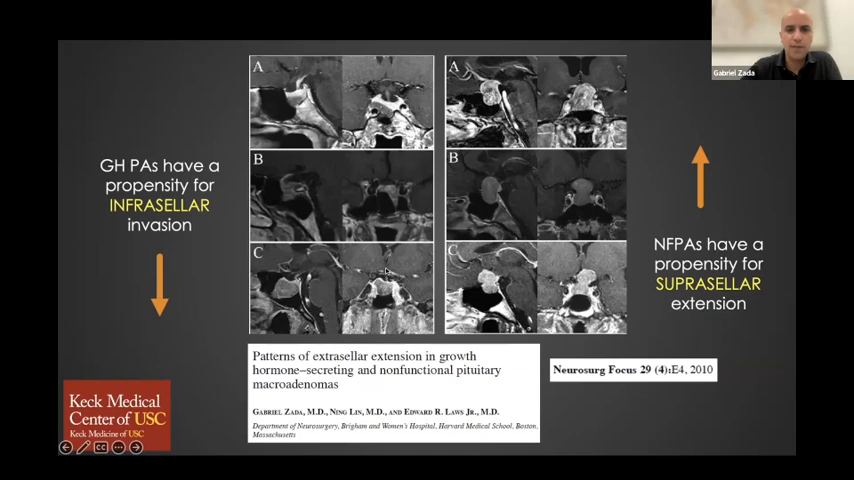 Gabriel Zada
A
A
GH PAs have a
propensity for
INFRASELLAR
invasion
B
B
NFPAs have a
propensity for
SUPRASELLAR
extension
C
C
Patterns of extrasellar extension in growth
hormone–secreting and nonfunctional pituitary
macroadenomas
Gabriel Zada, M.D., Ning Lin, M.D., and Edward R. Laws Jr., M.D.
Department of Neurosurgery, Brigham and Women's Hospital, Harvard Medical School, Boston,
Massachusetts
Neurosurg Focus 29 (4):E4, 2010
Keck Medical
Center of USC
Keck Medicine of USC
CC